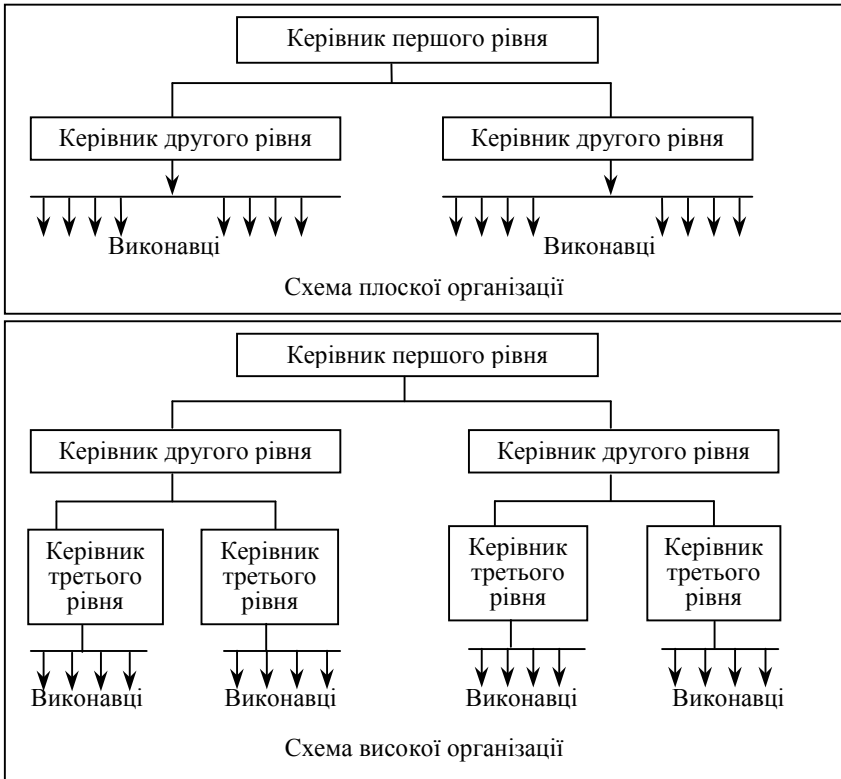 Керівник першого рівня
Керівник другого рівня
Керівник другого рівня
Виконавці
Виконавці
Схема плоскої організації
Керівник першого рівня
Керівник другого рівня
Керівник другого рівня
Керівник
третього
рівня
Керівник
третього
рівня
Керівник
третього
рівня
Керівник
третього
рівня
Виконавці
Виконавці
Виконавці
Виконавці
Схема високої організації